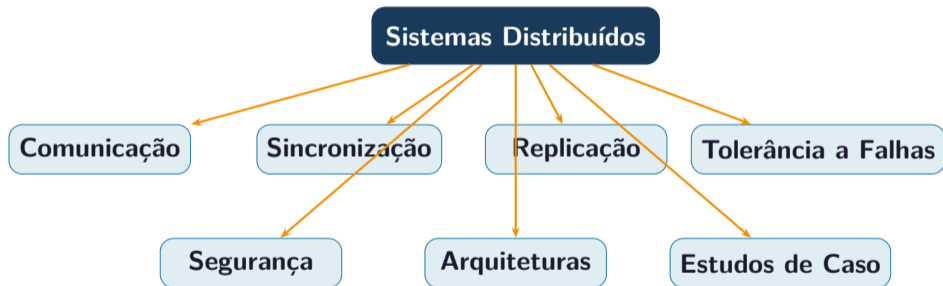 Sistemas Distribuídos
Comunicação
Sincronização
Replicação
Tolerância a Falhas
Segurança
Arquiteturas
Estudos de Caso